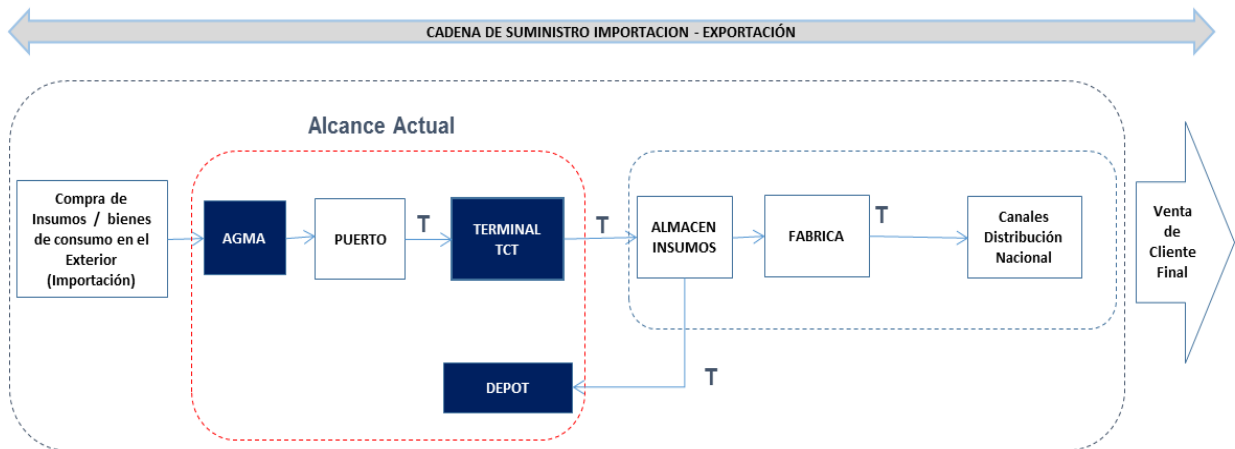 CADENA DE SUMINISTRO IMPORTACION - EXPORTACIÓN
Alcance Actual
Compra de
Insumos / bienes
de consumo en el
Exterior
(Importación)
AGMA
PUERTO
T
TERMINAL
TCT
T
ALMACEN
INSUMOS
FABRICA
T
Canales
Distribución
Nacional
Venta
de
Cliente
Final
DEPOT
T